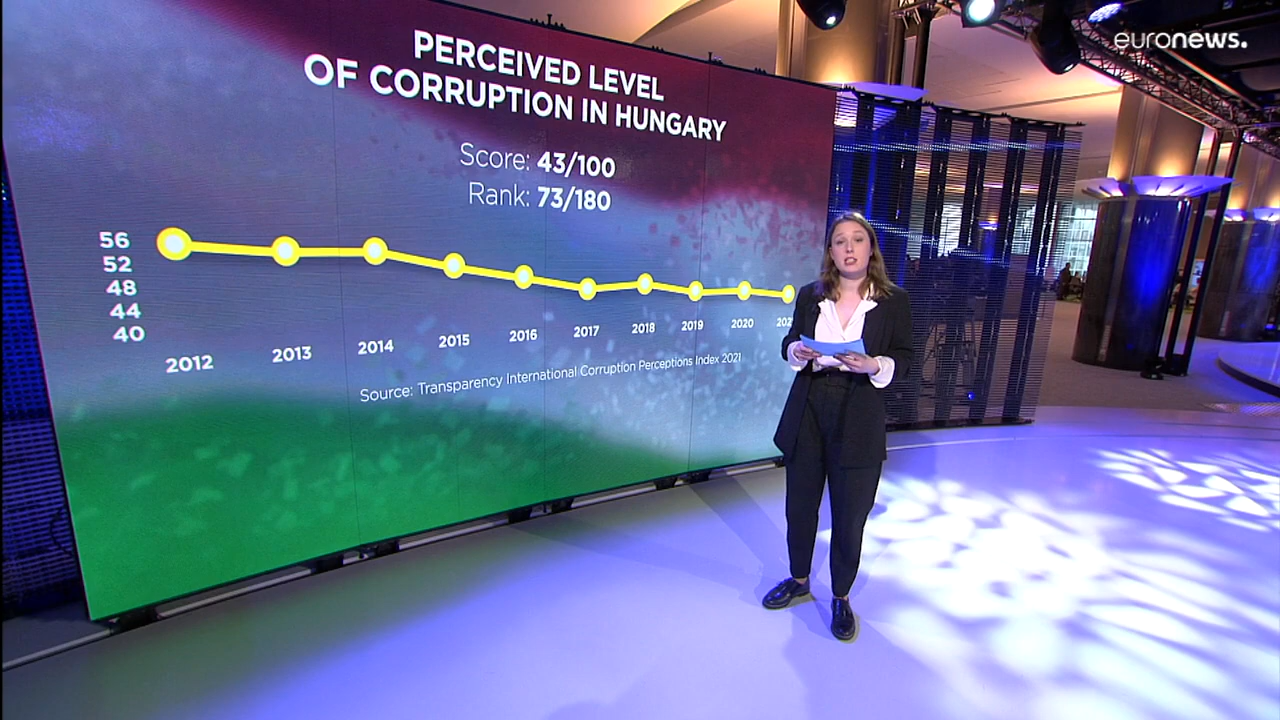 euronews.
PERCEIVED LEVEL
OF CORRUPTION IN HUNGARY
Score: 43/100
Rank: 73/180
56
52
48
44
40
2012 2013 2014 2015 2016 2017 2018 2019 2020 202
Source: Transparency International Corruption Perceptions Index 2021